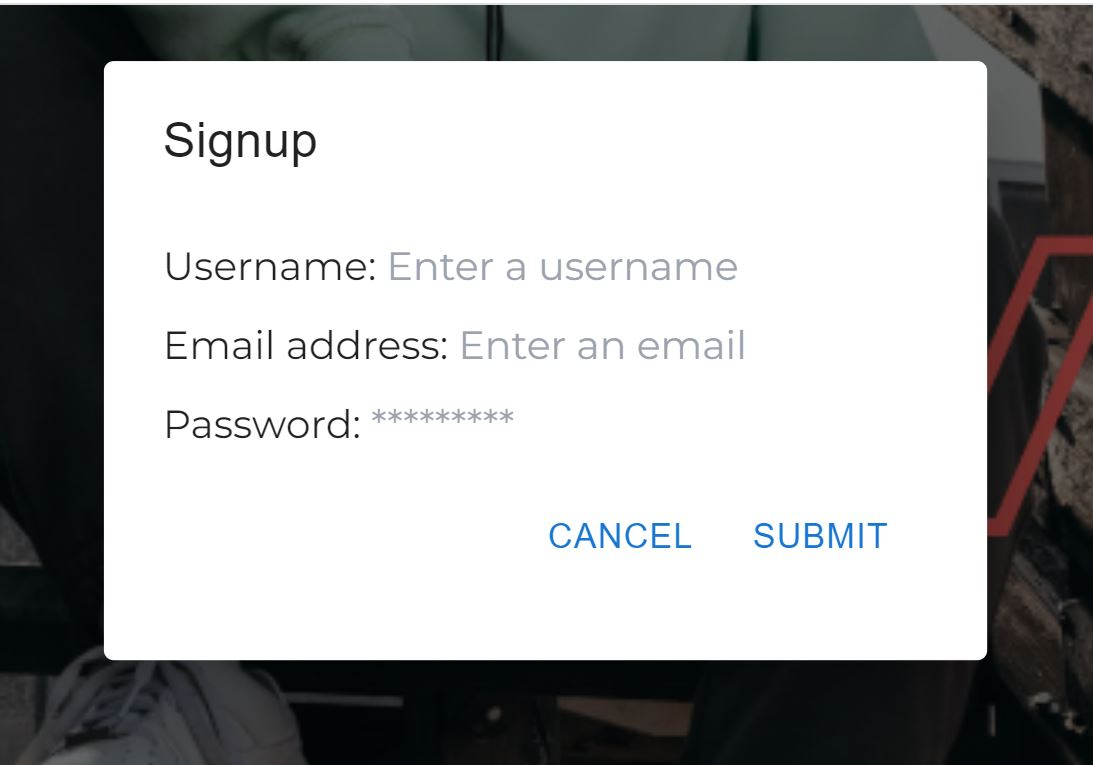 Signup
Username: Enter a username
Email address: Enter an email
Password: *********
CANCEL SUBMIT